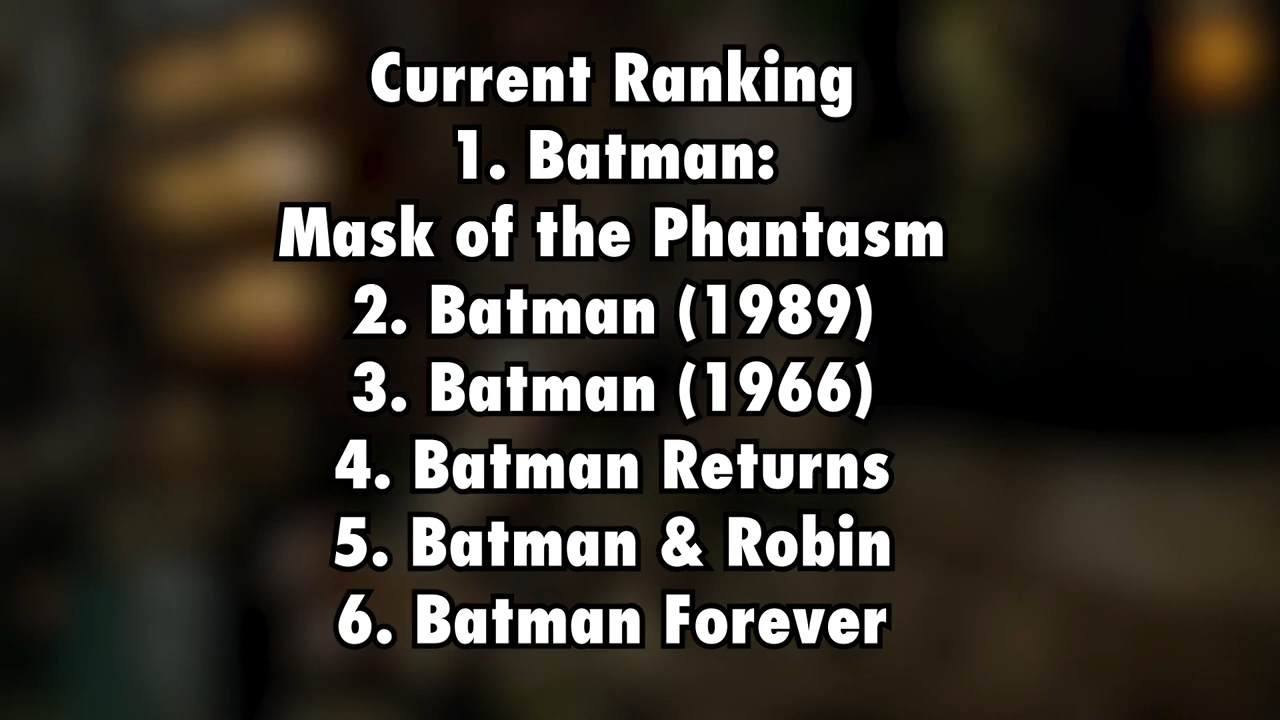 Current Ranking
1. Batman:
Mask of the Phantasm
2. Batman (1989)
3. Batman (1966)
4. Batman Returns
5. Batman & Robin
6. Batman Forever